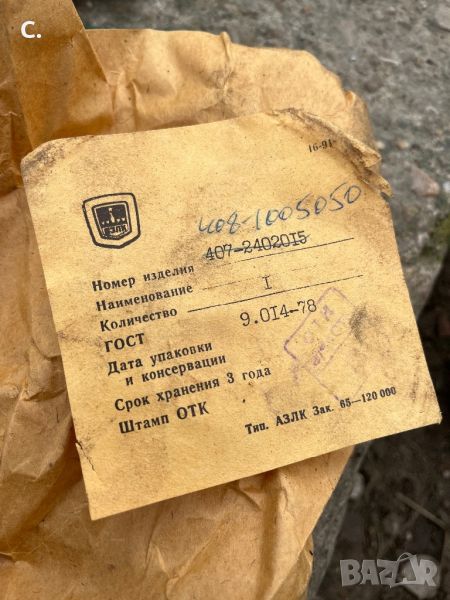 C.
16-91
АЗЛК
408-1005050
Номер изделия 407-2402015
Наименование
Количество I
ГОСТ 9.014-78
Дата упаковки
и консервации
Срок хранения 3 года
Штамп ОТК
Тип. АЗЛК Зак. 65—120 000
BAZAR